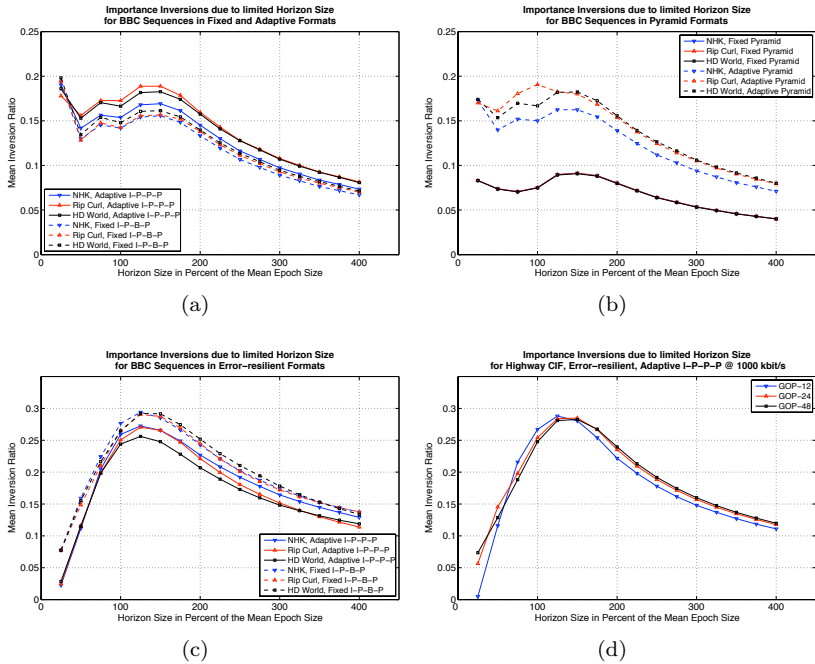 Importance Inversions due to limited Horizon Size
for BBC Sequences in Fixed and Adaptive Formats
0.25
0.2
0.15
0.1
0.05
0
Mean Inversion Ratio
NHK, Adaptive I−P−P−P
Rip Curl, Adaptive I−P−P−P
HD World, Adaptive I−P−P−P
NHK, Fixed I−P−B−P
Rip Curl, Fixed I−P−B−P
HD World, Fixed I−P−B−P
0 100 200 300 400
Horizon Size in Percent of the Mean Epoch Size
(a)
Importance Inversions due to limited Horizon Size
for BBC Sequences in Pyramid Formats
0.25
0.2
0.15
0.1
0.05
0
Mean Inversion Ratio
NHK, Fixed Pyramid
Rip Curl, Fixed Pyramid
HD World, Fixed Pyramid
NHK, Adaptive Pyramid
Rip Curl, Adaptive Pyramid
HD World, Adaptive Pyramid
0 100 200 300 400
Horizon Size in Percent of the Mean Epoch Size
(b)
Importance Inversions due to limited Horizon Size
for BBC Sequences in Error−resilient Formats
0.3
0.25
0.2
0.15
0.1
0.05
0
Mean Inversion Ratio
NHK, Adaptive I−P−P−P
Rip Curl, Adaptive I−P−P−P
HD World, Adaptive I−P−P−P
NHK, Fixed I−P−B−P
Rip Curl, Fixed I−P−B−P
HD World, Fixed I−P−B−P
0 100 200 300 400
Horizon Size in Percent of the Mean Epoch Size
(c)
Importance Inversions due to limited Horizon Size
for Highway CIF, Error−resilient, Adaptive I−P−P−P @ 1000 kbit/s
0.3
0.25
0.2
0.15
0.1
0.05
0
Mean Inversion Ratio
GOP−12
GOP−24
GOP−48
0 100 200 300 400
Horizon Size in Percent of the Mean Epoch Size
(d)